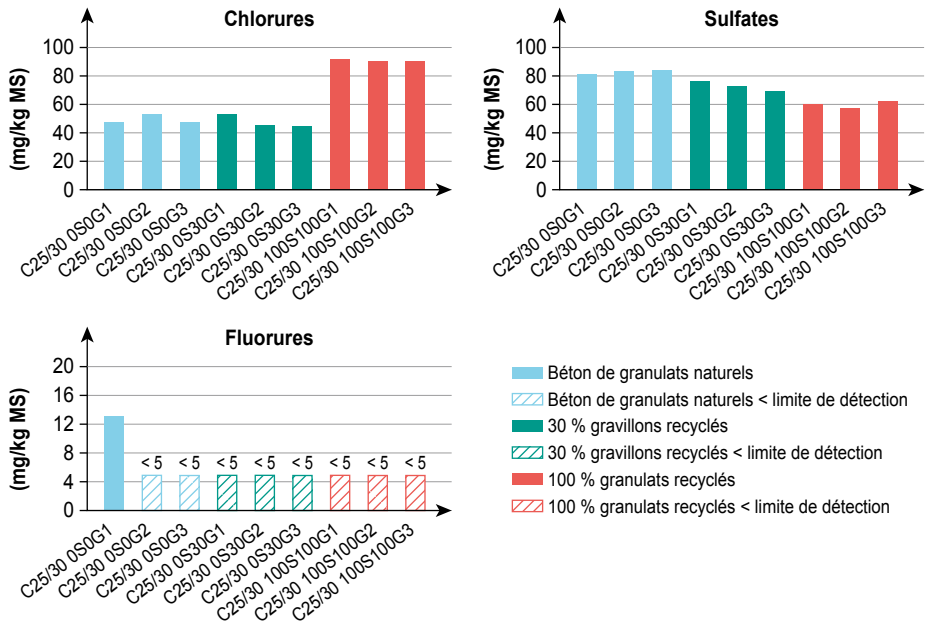 Chlorures
(mg/kg MS)
100
80
60
40
20
0
C25/30 0S0G1
C25/30 0S0G2
C25/30 0S0G3
C25/30 0S30G1
C25/30 0S30G2
C25/30 0S30G3
C25/30 100S100G1
C25/30 100S100G2
C25/30 100S100G3
Sulfates
(mg/kg MS)
100
80
60
40
20
0
C25/30 0S0G1
C25/30 0S0G2
C25/30 0S0G3
C25/30 0S30G1
C25/30 0S30G2
C25/30 0S30G3
C25/30 100S100G1
C25/30 100S100G2
C25/30 100S100G3
Fluorures
(mg/kg MS)
20
16
12
8
4
0
< 5 < 5 < 5 < 5 < 5 < 5 < 5 < 5
C25/30 0S0G1
C25/30 0S0G2
C25/30 0S0G3
C25/30 0S30G1
C25/30 0S30G2
C25/30 0S30G3
C25/30 100S100G1
C25/30 100S100G2
C25/30 100S100G3
Béton de granulats naturels
Béton de granulats naturels < limite de détection
30 % gravillons recyclés
30 % gravillons recyclés < limite de détection
100 % granulats recyclés
100 % granulats recyclés < limite de détection